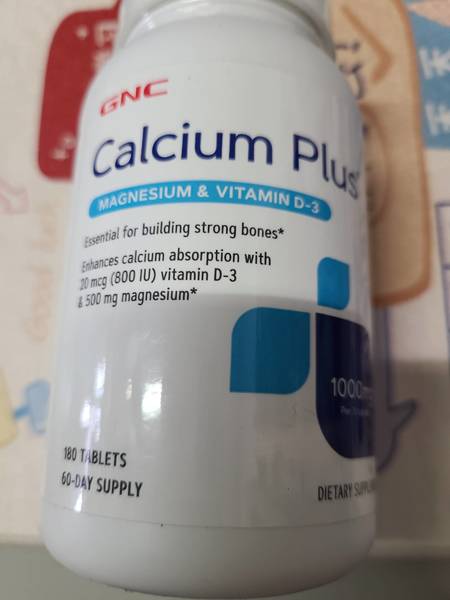 GNC
Calcium Plus
MAGNESIUM & VITAMIN D-3
Essential for building strong bones*
Enhances calcium absorption with
20 mcg (800 IU) vitamin D-3
& 500 mg magnesium*
1000
180 TABLETS
60-DAY SUPPLY
DIETARY